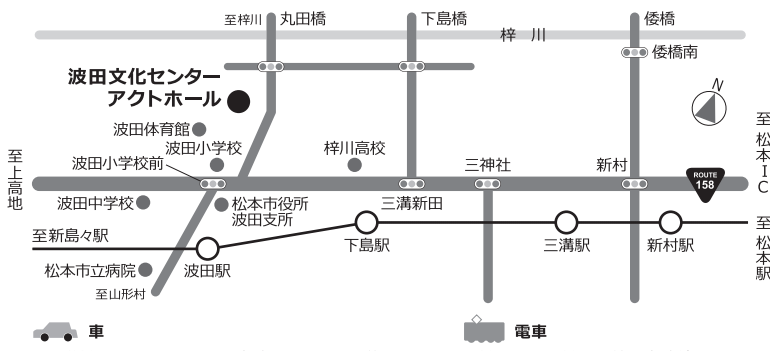 至梓川
丸田橋
下島橋
倭橋
梓 川
倭橋南
波田文化センター
アクトホール
N
波田体育館
波田小学校
波田小学校前
梓川高校
三神社
新村
至上高地
至松本IC
ROUTE
158
波田中学校
松本市役所
波田支所
三溝新田
至新島々駅
至松本駅
下島駅
三溝駅
新村駅
波田駅
松本市立病院
至山形村
車
電車